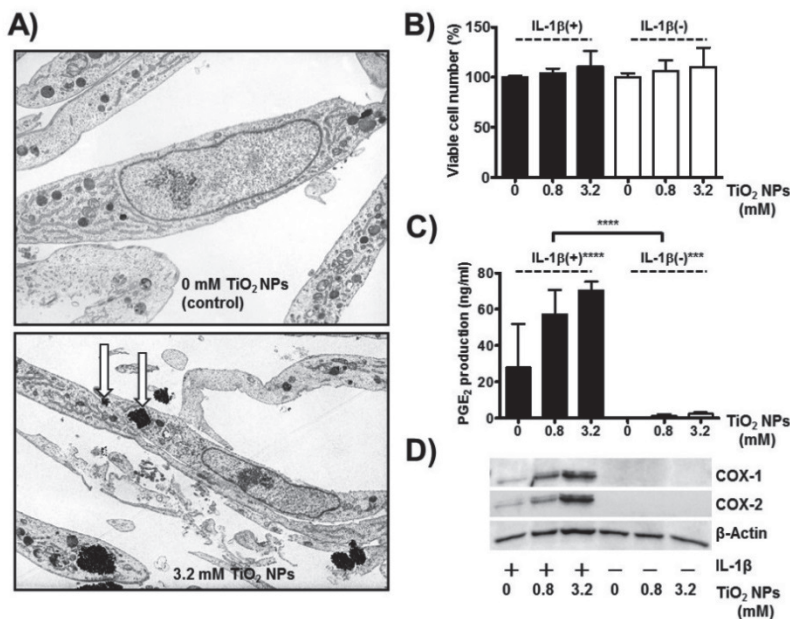 A)
0 mM TiO₂ NPs
(control)
3.2 mM TiO₂ NPs
B)
IL-1β(+) IL-1β(-)
Viable cell number (%)
150
100
50
0
0 0.8 3.2 0 0.8 3.2 TiO₂ NPs
(mM)
C)
****
IL-1β(+)**** IL-1β(-)***
PGE₂ production (ng/ml)
80
60
40
20
0
0 0.8 3.2 0 0.8 3.2 TiO₂ NPs
(mM)
D)
COX-1
COX-2
β-Actin
+ + + − − − IL-1β
0 0.8 3.2 0 0.8 3.2 TiO₂ NPs
(mM)